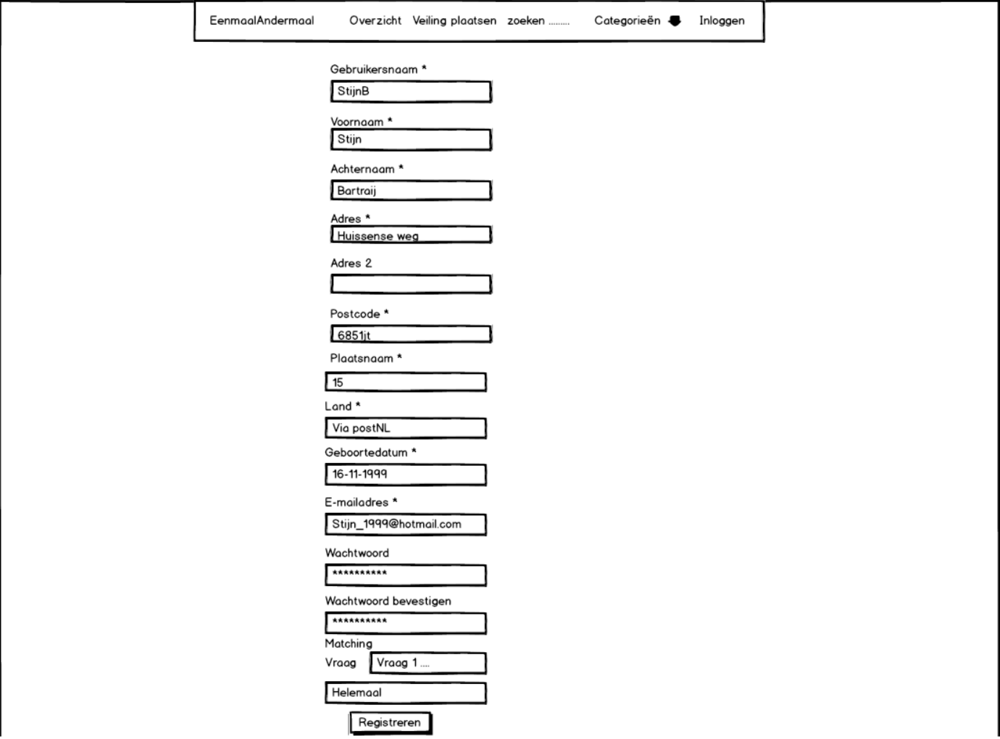 EenmaalAndermaal Overzicht Veiling plaatsen zoeken ......... Categorieën Inloggen
Gebruikersnaam *
StijnB
Voornaam *
Stijn
Achternaam *
Bartraij
Adres *
Huissense weg
Adres 2
Postcode *
6851jt
Plaatsnaam *
15
Land *
Via postNL
Geboortedatum *
16-11-1999
E-mailadres *
Stijn_1999@hotmail.com
Wachtwoord
**********
Wachtwoord bevestigen
**********
Matching
Vraag Vraag 1 ....
Helemaal
Registreren